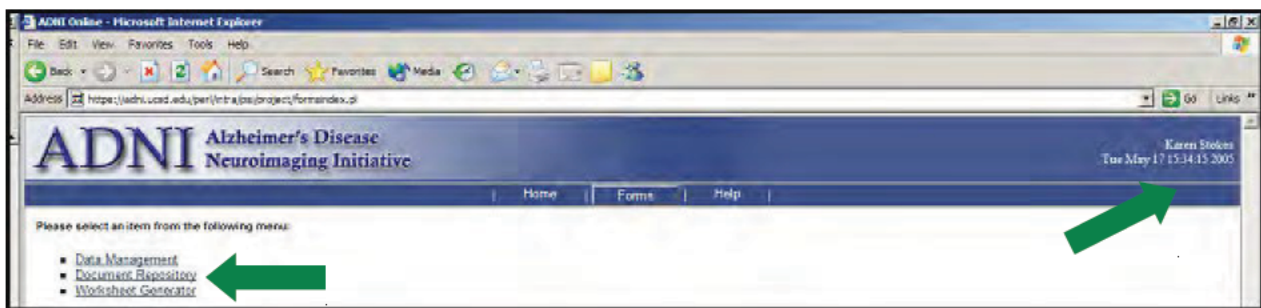 ADNI Online - Microsoft Internet Explorer
File Edit View Favorites Tools Help
Back Search Favorites Media
Address https://adni.ucsd.edu/perl/intra/ps/project/formsindex.pl Go Links
ADNI Alzheimer's Disease
Neuroimaging Initiative
Karen Stokes
Tue May 17 15:34:15 2005
| Home | Forms | Help |
Please select an item from the following menu:
Data Management
Document Repository
Worksheet Generator